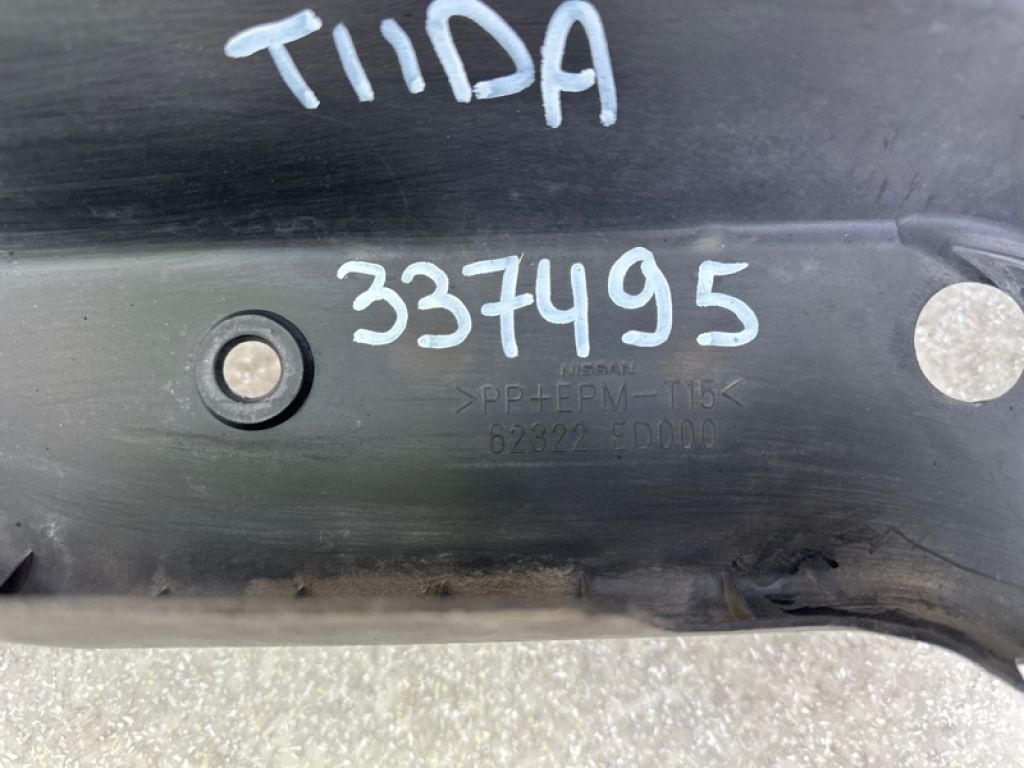 TIIDA
337495
NISSAN
>PP+EPM-T15<
62322 ED000